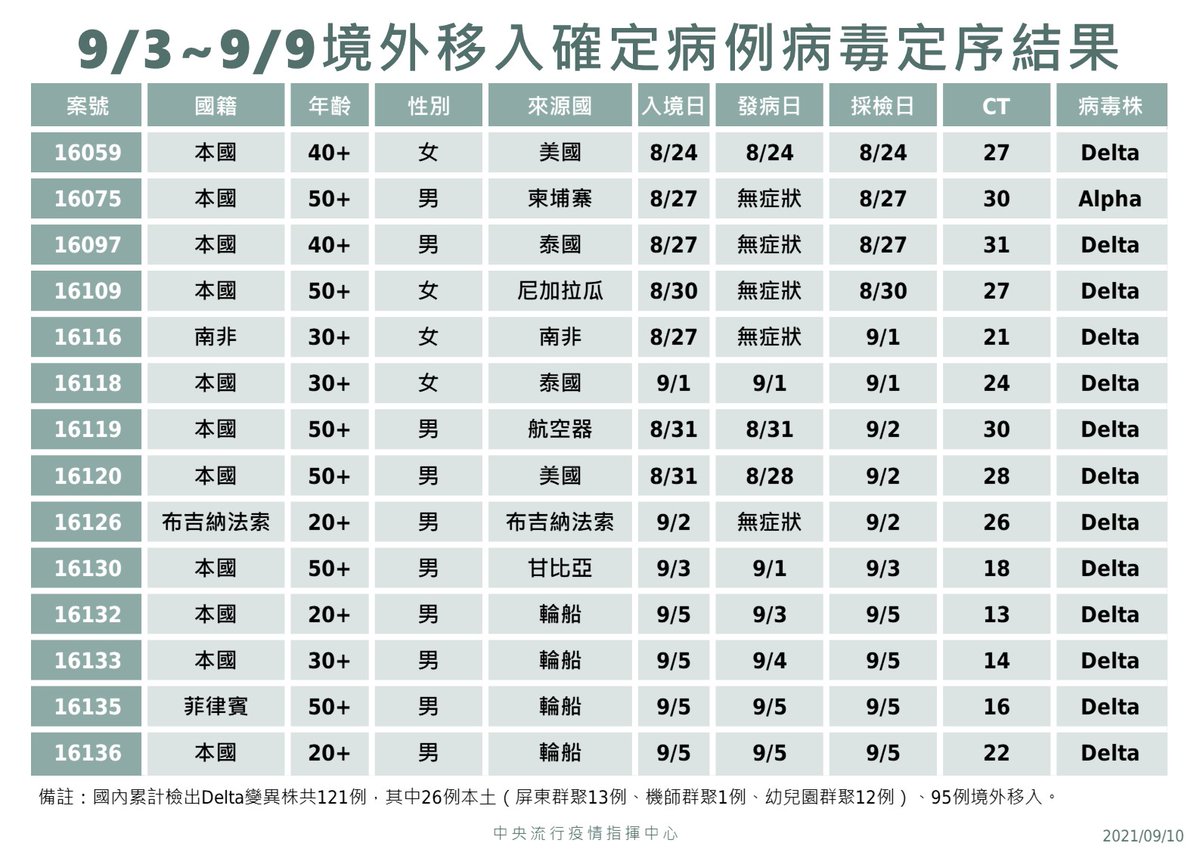 9/3~9/9境外移入確定病例病毒定序結果
案號 國籍 年齡 性別 來源國 入境日 發病日 採檢日 CT 病毒株
16059 本國 40+ 女 美國 8/24 8/24 8/24 27 Delta
16075 本國 50+ 男 柬埔寨 8/27 無症狀 8/27 30 Alpha
16097 本國 40+ 男 泰國 8/27 無症狀 8/27 31 Delta
16109 本國 50+ 女 尼加拉瓜 8/30 無症狀 8/30 27 Delta
16116 南非 30+ 女 南非 8/27 無症狀 9/1 21 Delta
16118 本國 30+ 女 泰國 9/1 9/1 9/1 24 Delta
16119 本國 50+ 男 航空器 8/31 8/31 9/2 30 Delta
16120 本國 50+ 男 美國 8/31 8/28 9/2 28 Delta
16126 布吉納法索 20+ 男 布吉納法索 9/2 無症狀 9/2 26 Delta
16130 本國 50+ 男 甘比亞 9/3 9/1 9/3 18 Delta
16132 本國 20+ 男 輪船 9/5 9/3 9/5 13 Delta
16133 本國 30+ 男 輪船 9/5 9/4 9/5 14 Delta
16135 菲律賓 50+ 男 輪船 9/5 9/5 9/5 16 Delta
16136 本國 20+ 男 輪船 9/5 9/5 9/5 22 Delta
備註：國內累計檢出Delta變異株共121例，其中26例本土（屏東群聚13例、機師群聚1例、幼兒園群聚12例）、95例境外移入。
中央流行疫情指揮中心
2021/09/10